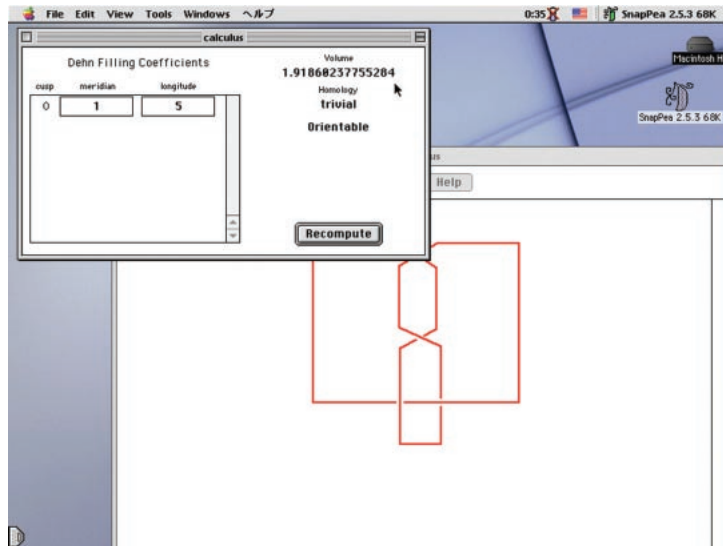 File Edit View Tools Windows ヘルプ 0:35 SnapPea 2.5.3 68K
calculus
Dehn Filling Coefficients
Volume
1.91860237755284
cusp meridian longitude
Homology
0 1 5
trivial
Orientable
Recompute
Macintosh H
SnapPea 2.5.3 68K
us
Help